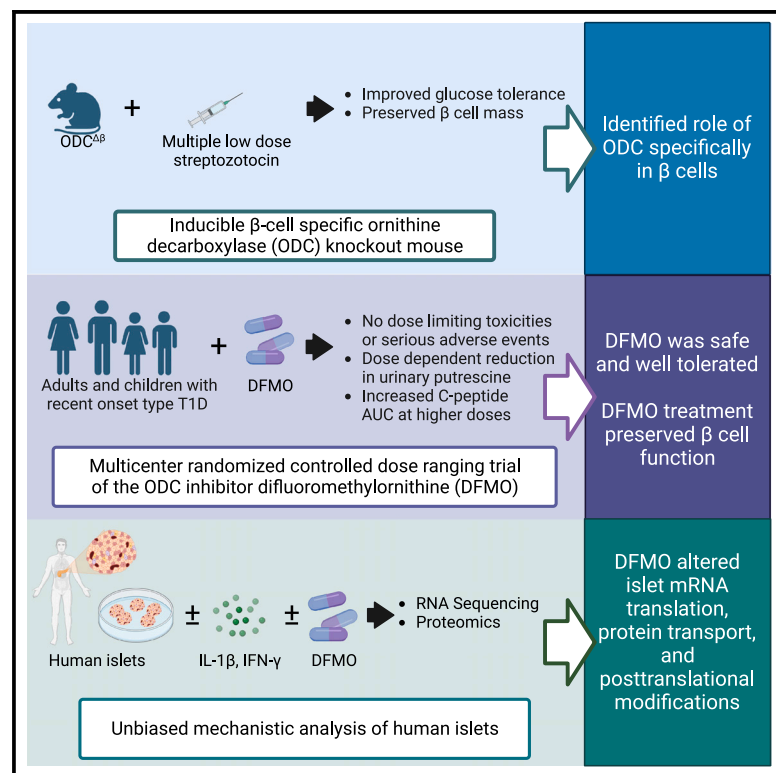 ODCΔβ
+
Multiple low dose
streptozotocin
• Improved glucose tolerance
• Preserved β cell mass
Inducible β-cell specific ornithine
decarboxylase (ODC) knockout mouse
Identified role of
ODC specifically
in β cells
Adults and children with
recent onset type T1D
+
DFMO
• No dose limiting toxicities
or serious adverse events
• Dose dependent reduction
in urinary putrescine
• Increased C-peptide
AUC at higher doses
Multicenter randomized controlled dose ranging trial
of the ODC inhibitor difluoromethylornithine (DFMO)
DFMO was safe
and well tolerated
DFMO treatment
preserved β cell
function
Human islets
±
IL-1β, IFN-γ
±
DFMO
• RNA Sequencing
• Proteomics
Unbiased mechanistic analysis of human islets
DFMO altered
islet mRNA
translation,
protein transport,
and
posttranslational
modifications